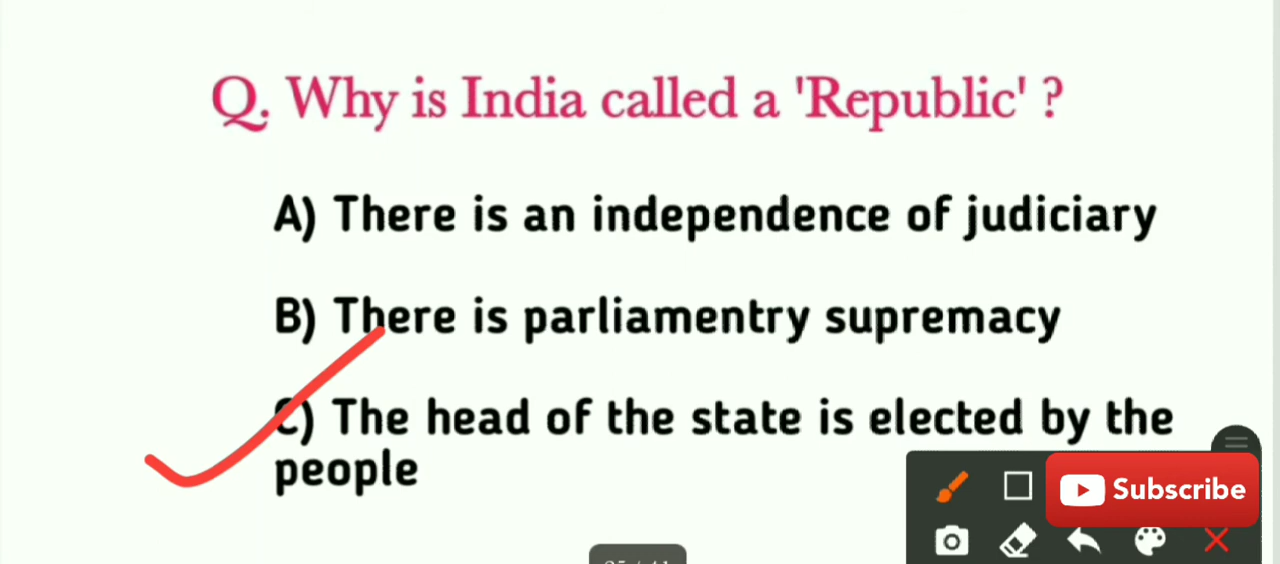 Q. Why is India called a 'Republic' ?
A) There is an independence of judiciary
B) There is parliamentry supremacy
C) The head of the state is elected by the
people
Subscribe